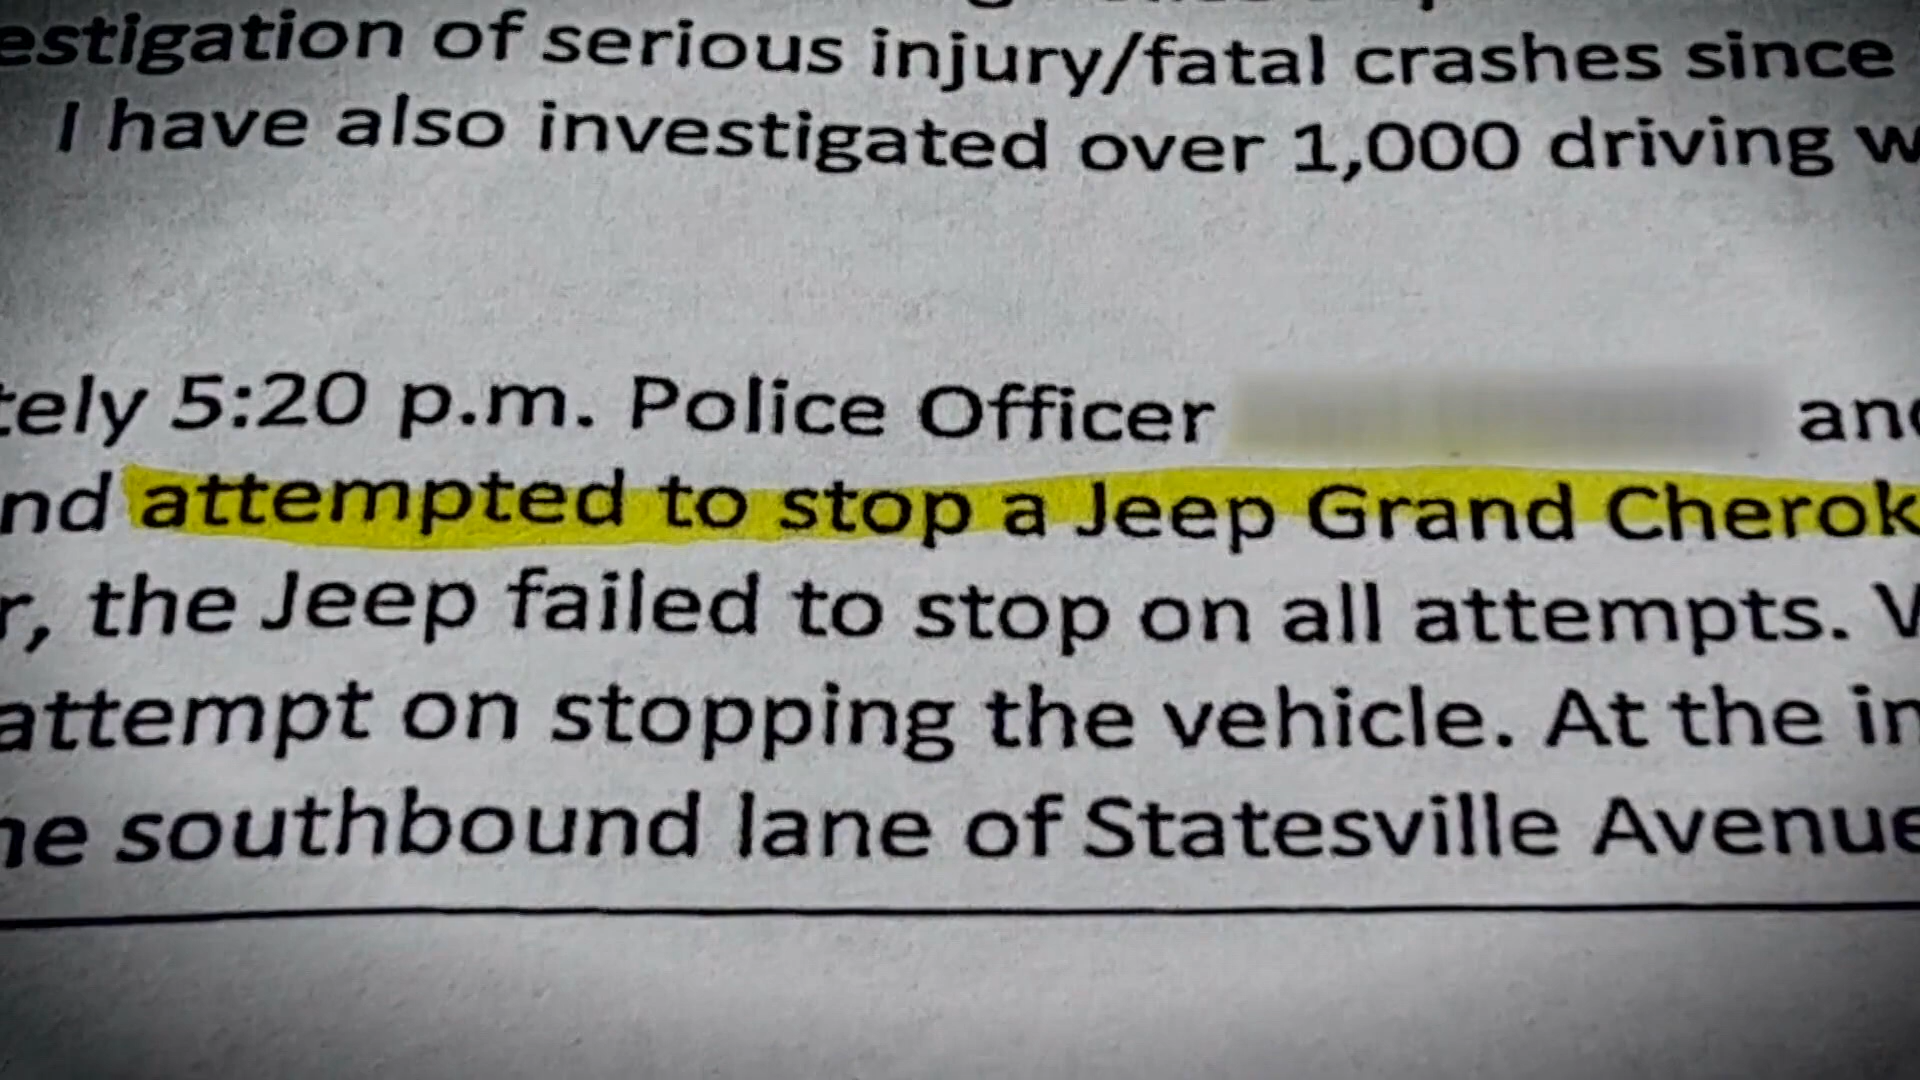 estigation of serious injury/fatal crashes since
I have also investigated over 1,000 driving w
tely 5:20 p.m. Police Officer and
nd attempted to stop a Jeep Grand Cherok
r, the Jeep failed to stop on all attempts. V
attempt on stopping the vehicle. At the in
he southbound lane of Statesville Avenue